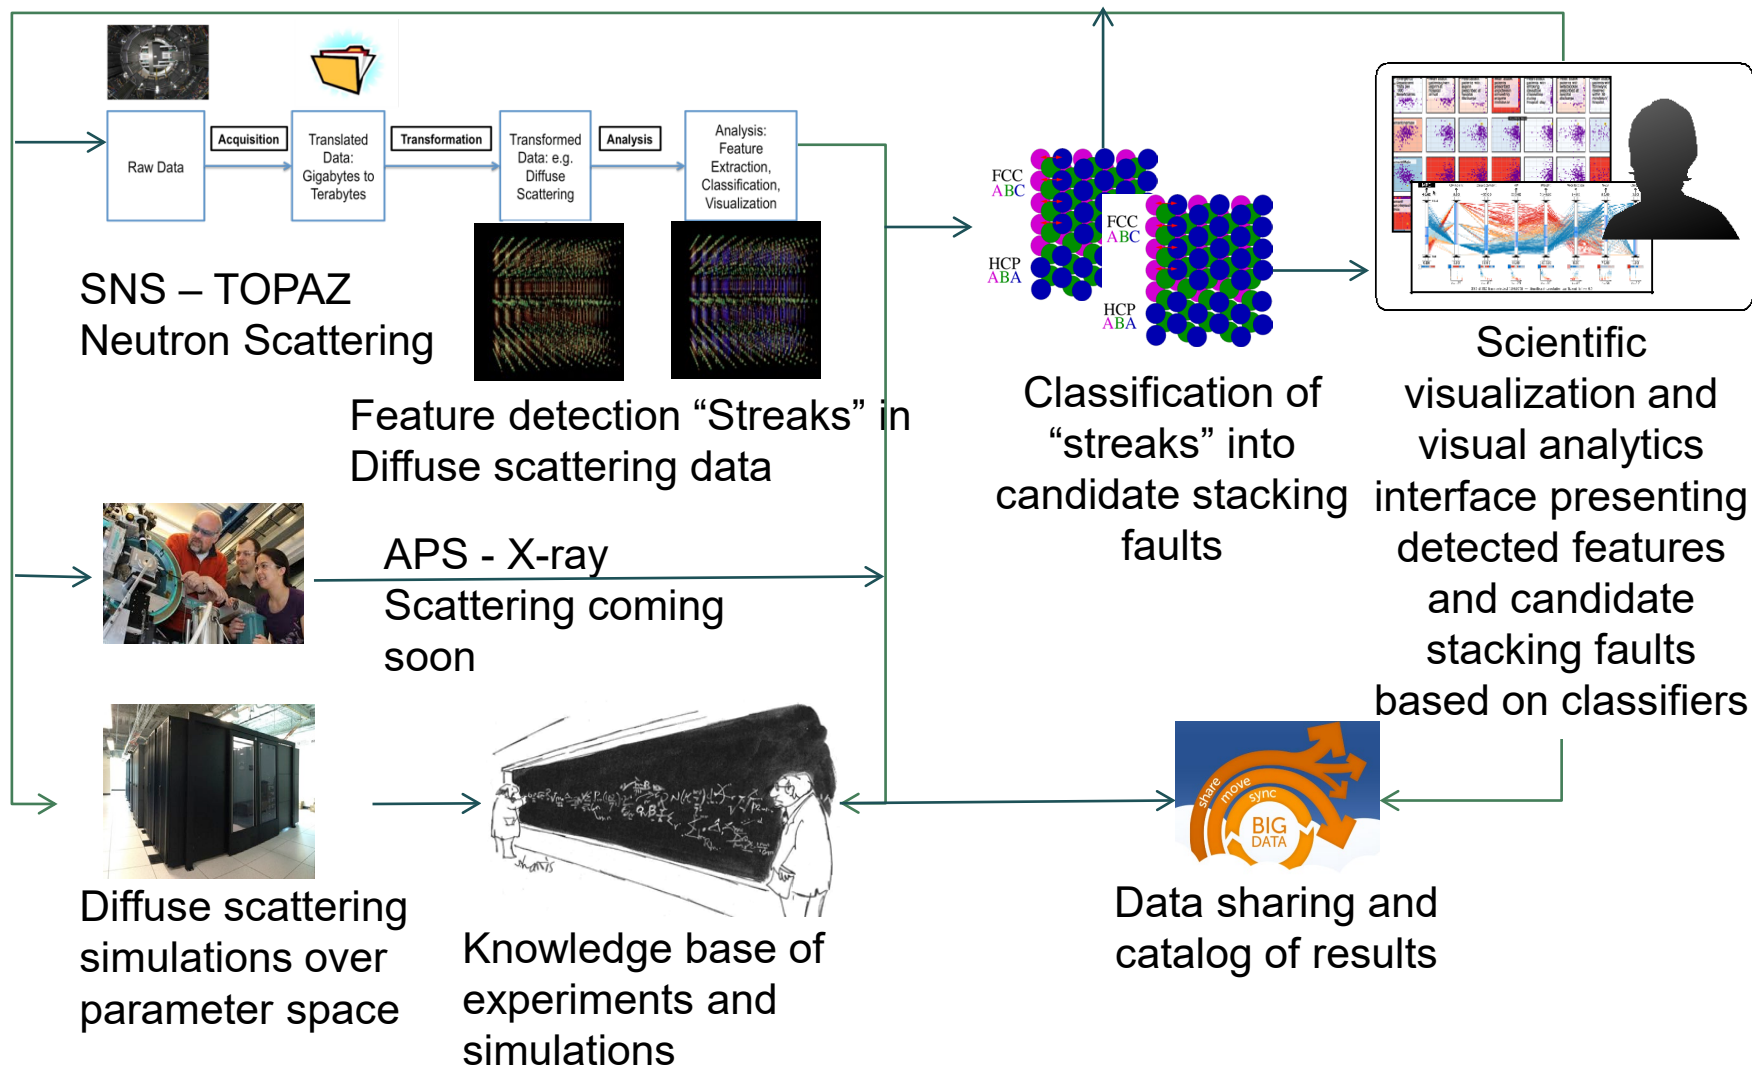 Raw Data
Acquisition
Translated
Data:
Gigabytes to
Terabytes
Transformation
Transformed
Data: e.g.
Diffuse
Scattering
Analysis
Analysis:
Feature
Extraction,
Classification,
Visualization
SNS – TOPAZ
Neutron Scattering
Feature detection “Streaks” in
Diffuse scattering data
FCC
ABC
HCP
ABA
FCC
ABC
HCP
ABA
Classification of
“streaks” into
candidate stacking
faults
Scientific
visualization and
visual analytics
interface presenting
detected features
and candidate
stacking faults
based on classifiers
APS - X-ray
Scattering coming
soon
Diffuse scattering
simulations over
parameter space
Knowledge base of
experiments and
simulations
share
move
sync
BIG
DATA
Data sharing and
catalog of results